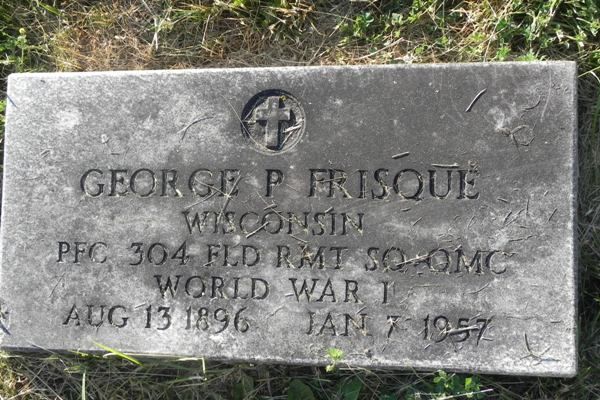 GEORGE P FRISQUE
WISCONSIN
PFC 304 FLD RMT SQ QMC
WORLD WAR I
AUG 13 1896 JAN 7 1957